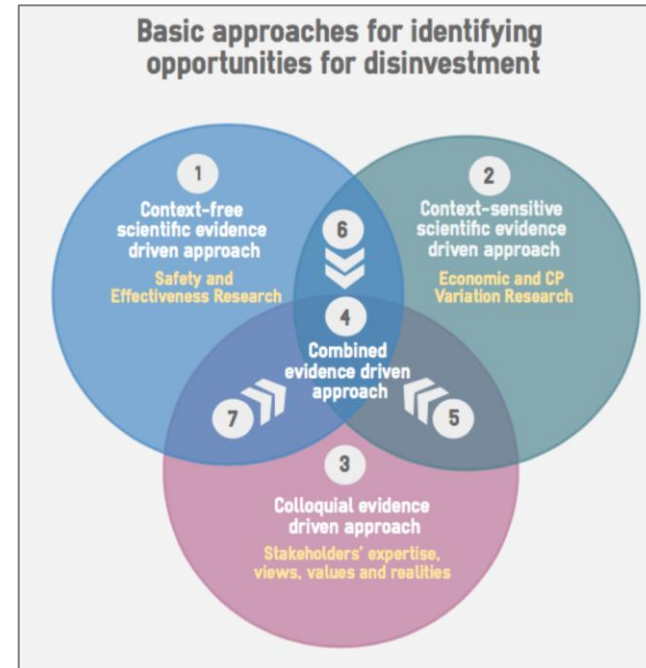 Basic approaches for identifying
opportunities for disinvestment
1
Context-free
scientific evidence
driven approach
Safety and
Effectiveness Research
2
Context-sensitive
scientific evidence
driven approach
Economic and CP
Variation Research
6
4
Combined
evidence driven
approach
7
5
3
Colloquial evidence
driven approach
Stakeholders' expertise,
views, values and realities